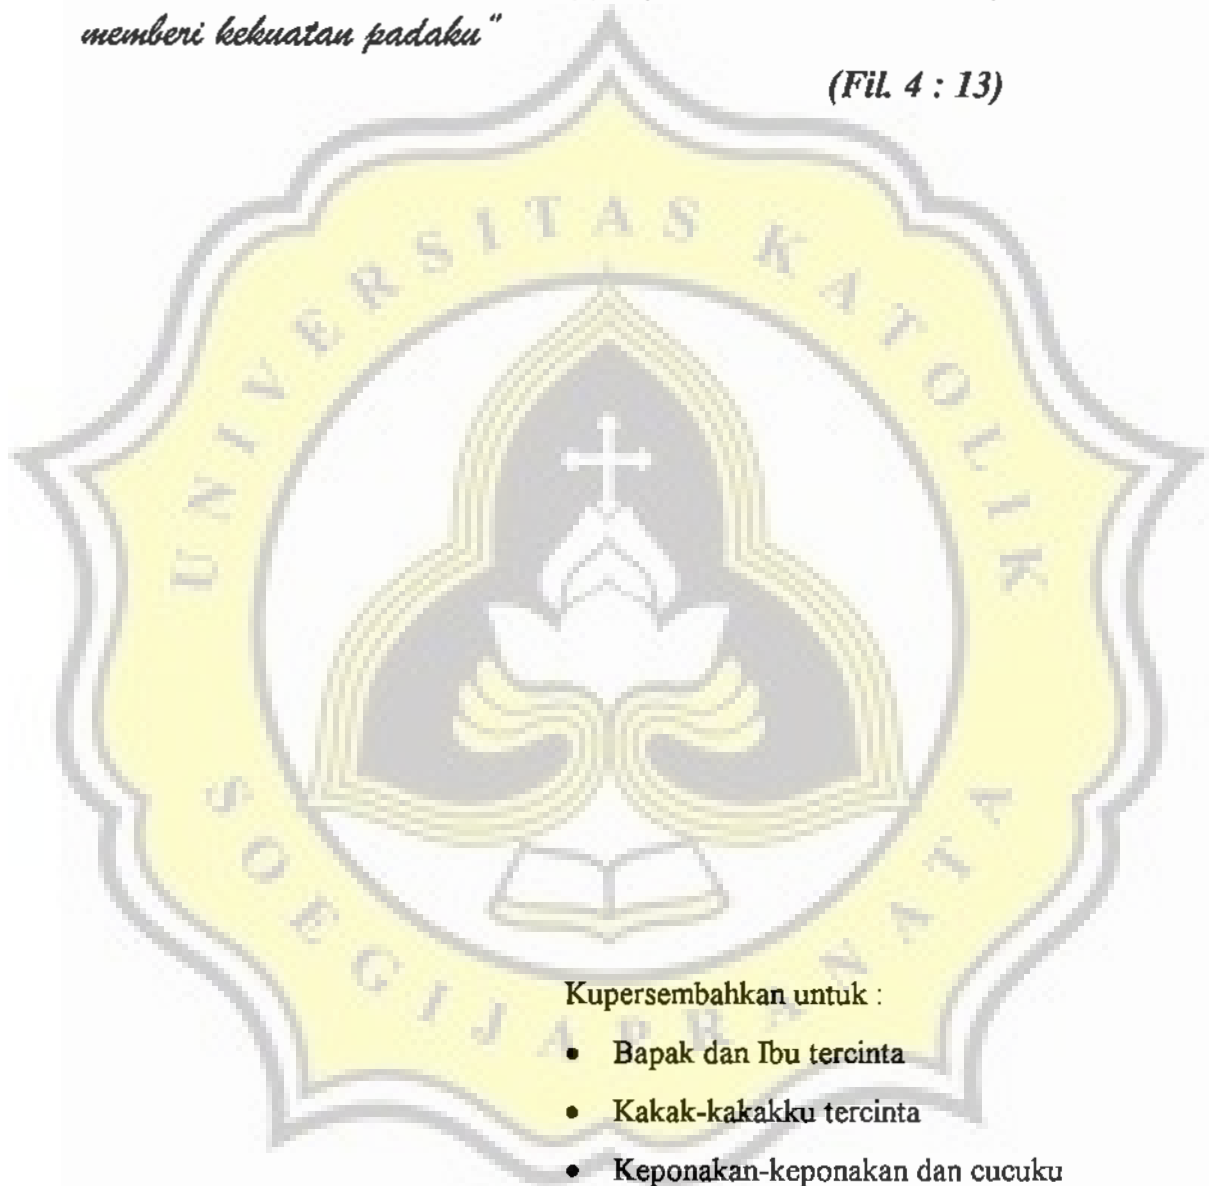 memberi kekuatan padaku"
(Fil. 4 : 13)
UNIVERSITAS KATOLIK
SOEGIJAPRANATA
Kupersembahkan untuk :
• Bapak dan Ibu tercinta
• Kakak-kakakku tercinta
• Keponakan-keponakan dan cucuku